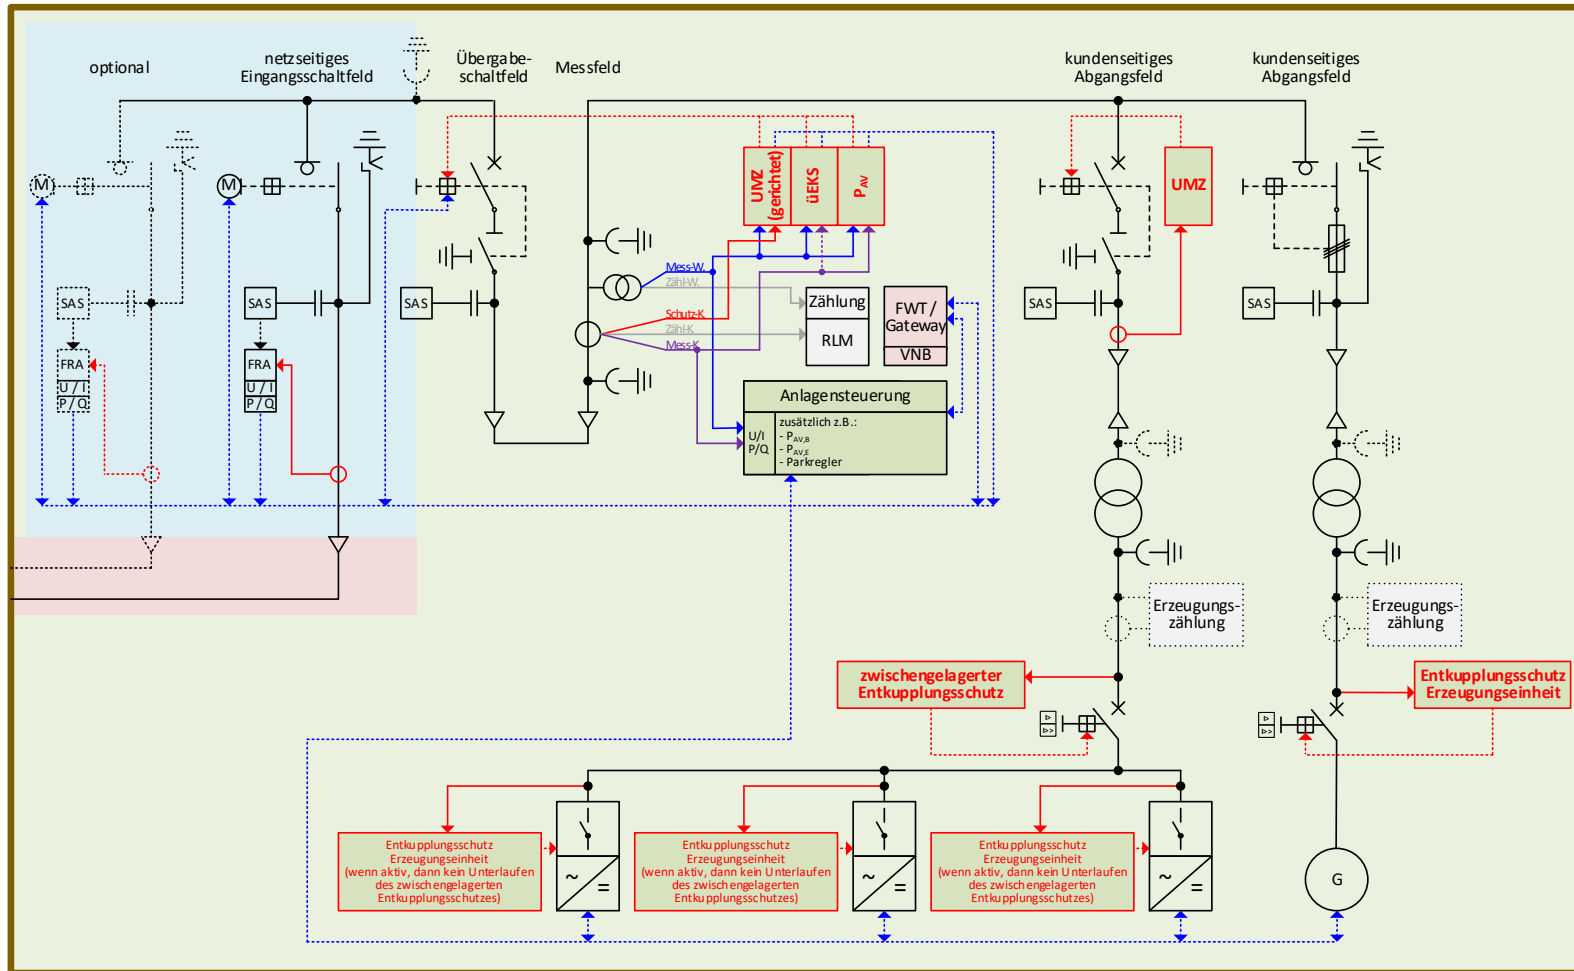 optional
netzseitiges
Eingangsschaltfeld
Übergabe-
schaltfeld
Messfeld
kundenseitiges
Abgangsfeld
kundenseitiges
Abgangsfeld
M
M
UMZ
(gerichtet)
üEKS
P AV
UMZ
SAS
SAS
SAS
SAS
SAS
Mess-W.
Zähl-W.
Schutz-K.
Zähl-K.
Mess-K.
Zählung
RLM
FWT /
Gateway
VNB
FRA
U / I
P / Q
FRA
U / I
P / Q
Anlagensteuerung
U/I
P/Q
zusätzlich z.B.:
- P AV,B
- P AV,E
- Parkregler
Erzeugungs-
zählung
Erzeugungs-
zählung
zwischengelagerter
Entkupplungsschutz
Entkupplungsschutz
Erzeugungseinheit
Entkupplungsschutz
Erzeugungseinheit
(wenn aktiv, dann kein Unterlaufen
des zwischengelagerten
Entkupplungsschutzes)
~
=
Entkupplungsschutz
Erzeugungseinheit
(wenn aktiv, dann kein Unterlaufen
des zwischengelagerten
Entkupplungsschutzes)
~
=
Entkupplungsschutz
Erzeugungseinheit
(wenn aktiv, dann kein Unterlaufen
des zwischengelagerten
Entkupplungsschutzes)
~
=
G